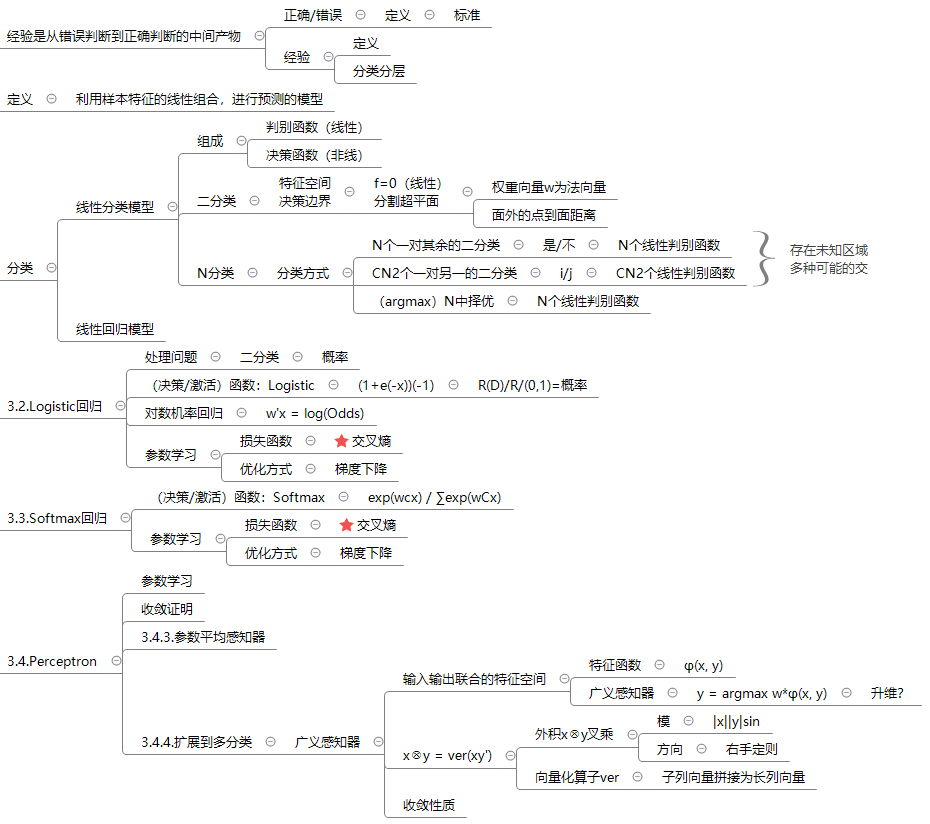 经验是从错误判断到正确判断的中间产物
正确/错误
定义
标准
经验
定义
分类分层
定义
利用样本特征的线性组合，进行预测的模型
分类
线性分类模型
组成
判别函数（线性）
决策函数（非线）
二分类
特征空间
决策边界
f=0（线性）
分割超平面
权重向量w为法向量
面外的点到面距离
N分类
分类方式
N个一对其余的二分类
是/不
N个线性判别函数
CN2个一对另一的二分类
i/j
CN2个线性判别函数
（argmax）N中择优
N个线性判别函数
存在未知区域
多种可能的交
线性回归模型
3.2.Logistic回归
处理问题
二分类
概率
（决策/激活）函数：Logistic
(1+e(-x))(-1)
R(D)/R/(0,1)=概率
对数机率回归
w'x = log(Odds)
参数学习
损失函数
交叉熵
优化方式
梯度下降
3.3.Softmax回归
（决策/激活）函数：Softmax
exp(wcx) / ∑exp(wCx)
参数学习
损失函数
交叉熵
优化方式
梯度下降
3.4.Perceptron
参数学习
收敛证明
3.4.3.参数平均感知器
3.4.4.扩展到多分类
广义感知器
输入输出联合的特征空间
特征函数
φ(x, y)
广义感知器
y = argmax w*φ(x, y)
升维?
x⊗y = ver(xy')
外积x⊗y叉乘
模
|x||y|sin
方向
右手定则
向量化算子ver
子列向量拼接为长列向量
收敛性质